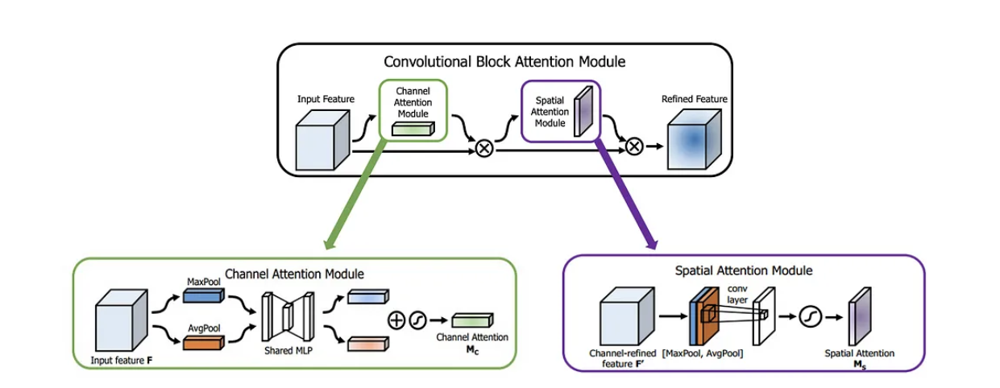 Convolutional Block Attention Module
Input Feature
Channel
Attention
Module
Spatial
Attention
Module
Refined Feature
Channel Attention Module
MaxPool
AvgPool
Input feature F
Shared MLP
Channel Attention
Mc
Spatial Attention Module
conv
layer
Channel-refined
feature F'
[MaxPool, AvgPool]
Spatial Attention
Ms